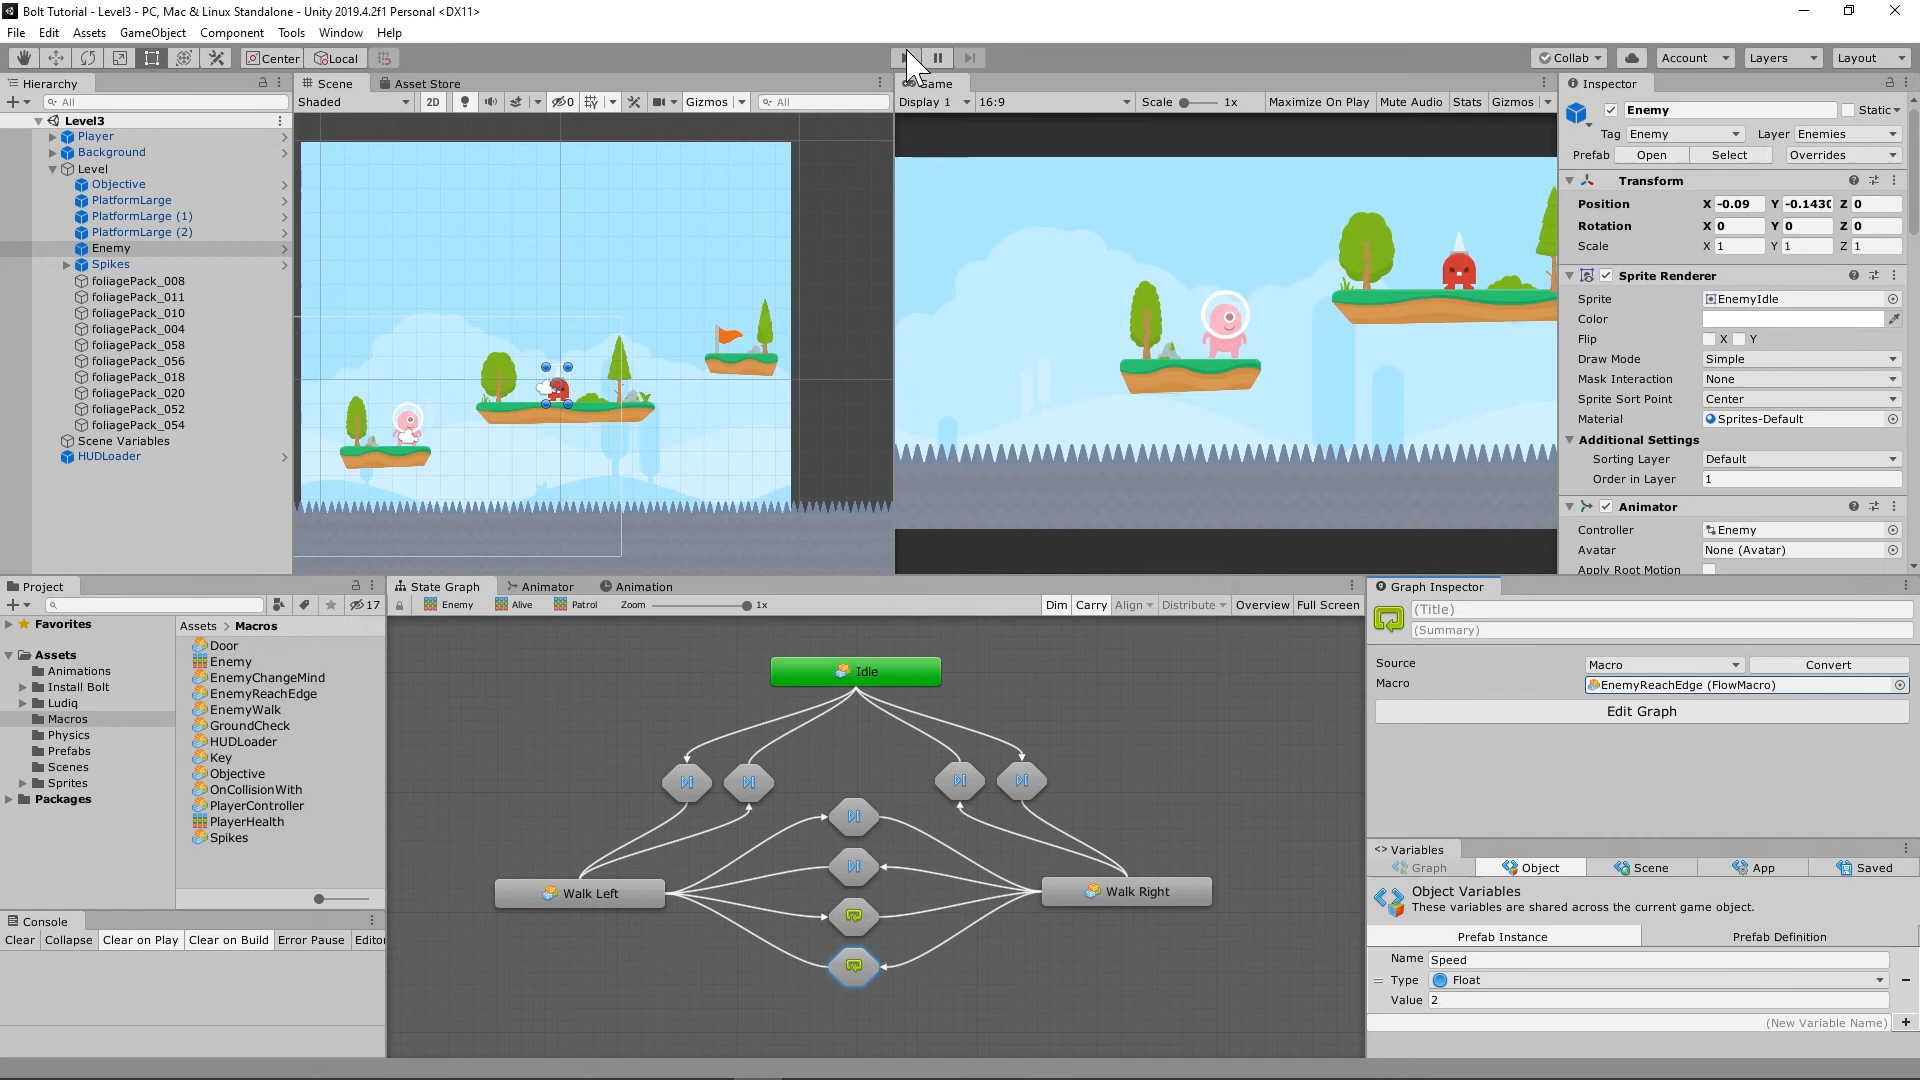 Bolt Tutorial - Level3 - PC, Mac & Linux Standalone - Unity 2019.4.2f1 Personal <DX11>
File Edit Assets GameObject Component Tools Window Help
Center Local Collab Account Layers Layout
Hierarchy
All
Level3
Player
Background
Level
Objective
PlatformLarge
PlatformLarge (1)
PlatformLarge (2)
Enemy
Spikes
foliagePack_008
foliagePack_011
foliagePack_010
foliagePack_004
foliagePack_058
foliagePack_056
foliagePack_018
foliagePack_020
foliagePack_052
foliagePack_054
Scene Variables
HUDLoader
Scene Asset Store
Shaded 2D 0 Gizmos All
Game
Display 1 16:9 Scale 1x Maximize On Play Mute Audio Stats Gizmos
Inspector
Enemy Static
Tag Enemy Layer Enemies
Prefab Open Select Overrides
Transform
Position X -0.09 Y -0.1430 Z 0
Rotation X 0 Y 0 Z 0
Scale X 1 Y 1 Z 1
Sprite Renderer
Sprite EnemyIdle
Color
Flip X Y
Draw Mode Simple
Mask Interaction None
Sprite Sort Point Center
Material Sprites-Default
Additional Settings
Sorting Layer Default
Order in Layer 1
Animator
Controller Enemy
Avatar None (Avatar)
Apply Root Motion
Project
17
Favorites
Assets
Animations
Install Bolt
Ludiq
Macros
Physics
Prefabs
Scenes
Sprites
Packages
Assets > Macros
Door
Enemy
EnemyChangeMind
EnemyReachEdge
EnemyWalk
GroundCheck
HUDLoader
Key
Objective
OnCollisionWith
PlayerController
PlayerHealth
Spikes
Console
Clear Collapse Clear on Play Clear on Build Error Pause Editor
State Graph Animator Animation
Enemy Alive Patrol Zoom 1x Dim Carry Align Distribute Overview Full Screen
Idle
Walk Left
Walk Right
Graph Inspector
(Title)
(Summary)
Source Macro Convert
Macro EnemyReachEdge (FlowMacro)
Edit Graph
<> Variables
Graph Object Scene App Saved
Object Variables
These variables are shared across the current game object.
Prefab Instance Prefab Definition
Name Speed
Type Float
Value 2
(New Variable Name)